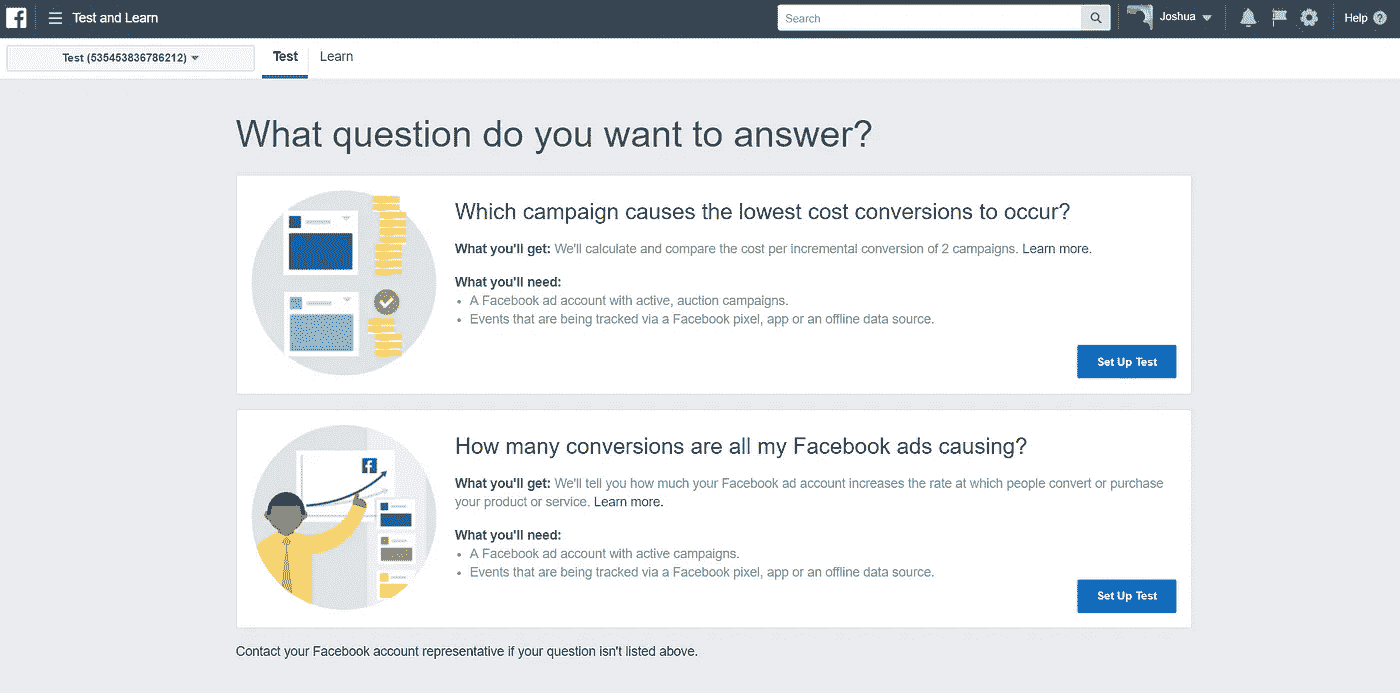 Test and Learn
Search
Joshua
Help
Test (535453836786212)
Test
Learn
What question do you want to answer?
Which campaign causes the lowest cost conversions to occur?
What you'll get: We'll calculate and compare the cost per incremental conversion of 2 campaigns. Learn more.
What you'll need:
• A Facebook ad account with active, auction campaigns.
• Events that are being tracked via a Facebook pixel, app or an offline data source.
Set Up Test
How many conversions are all my Facebook ads causing?
What you'll get: We'll tell you how much your Facebook ad account increases the rate at which people convert or purchase
your product or service. Learn more.
What you'll need:
• A Facebook ad account with active campaigns.
• Events that are being tracked via a Facebook pixel, app or an offline data source.
Set Up Test
Contact your Facebook account representative if your question isn't listed above.